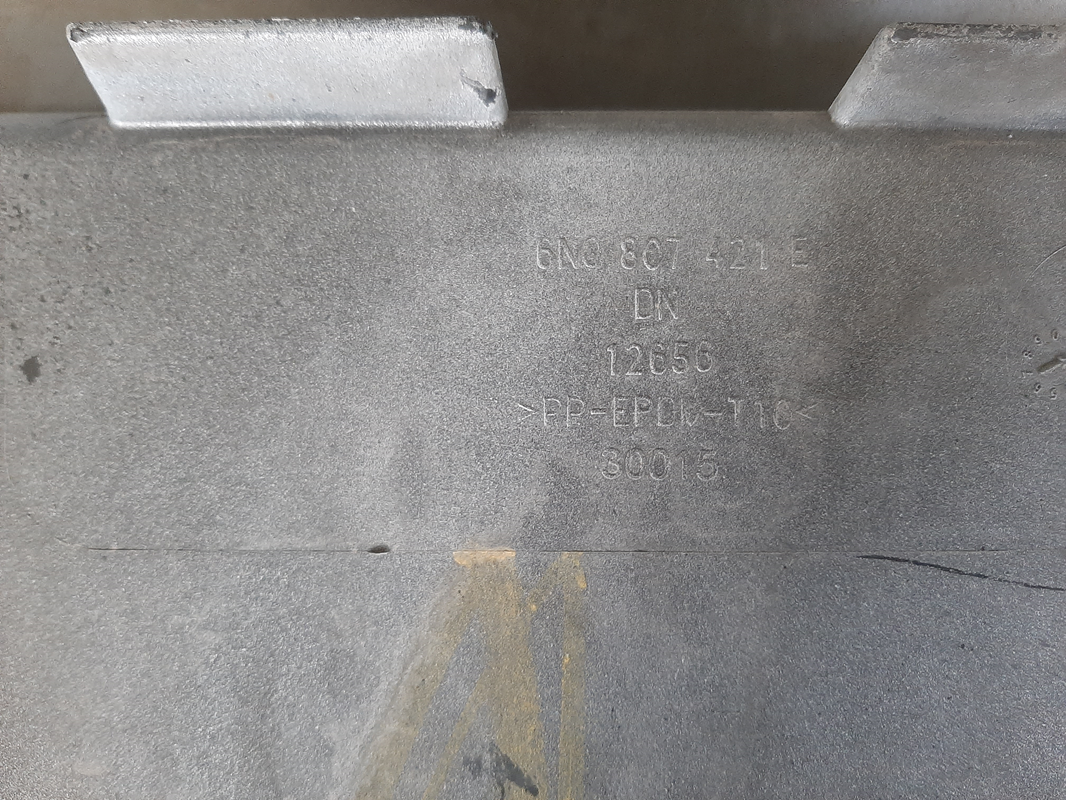 6N0 807 421 E
DN
12656
>PP-EPDM-T10<
30015